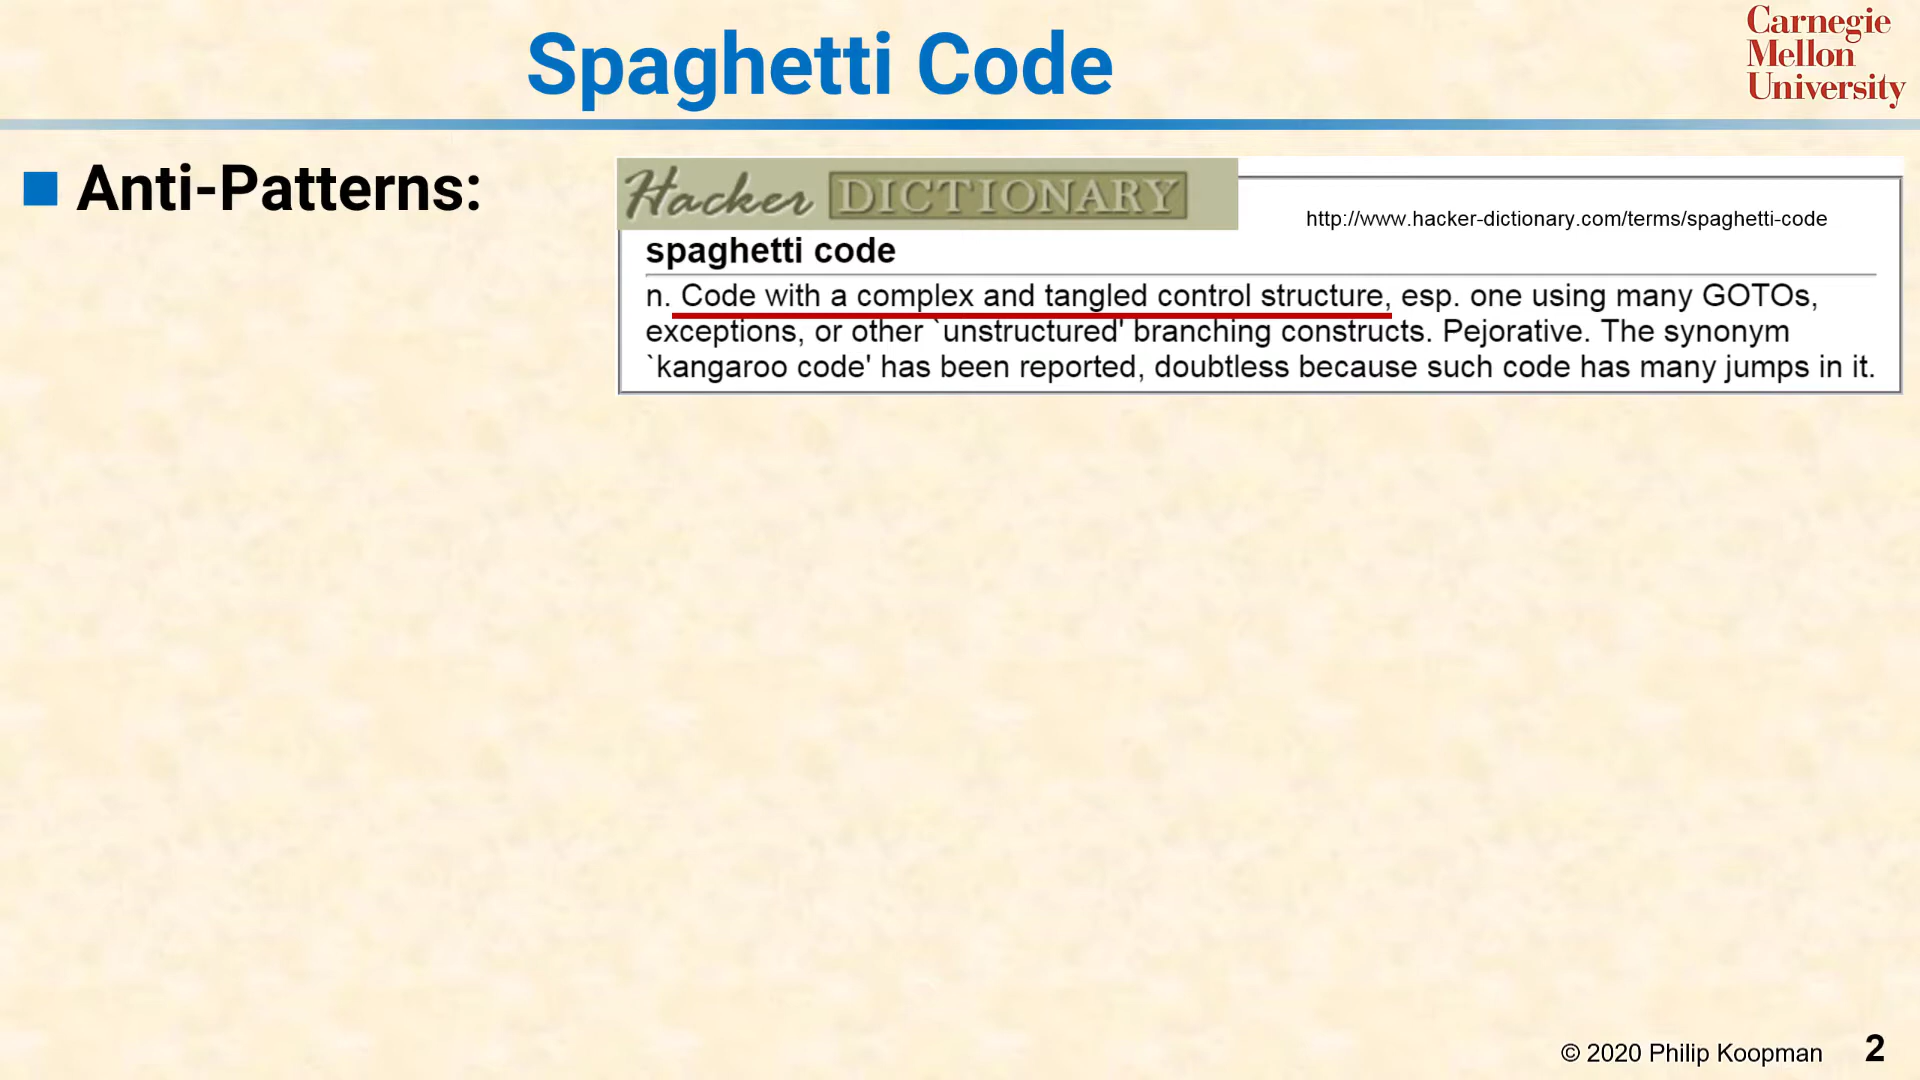 Spaghetti Code
Carnegie
Mellon
University
Anti-Patterns:
Hacker DICTIONARY
http://www.hacker-dictionary.com/terms/spaghetti-code
spaghetti code
n. Code with a complex and tangled control structure, esp. one using many GOTOs,
exceptions, or other `unstructured' branching constructs. Pejorative. The synonym
`kangaroo code' has been reported, doubtless because such code has many jumps in it.
© 2020 Philip Koopman 2